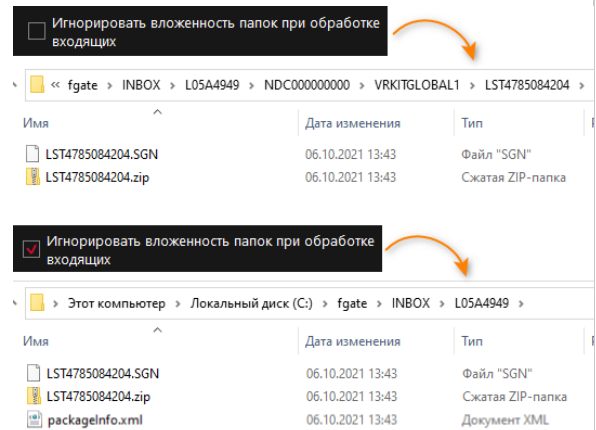 Игнорировать вложенность папок при обработке
входящих
« fgate > INBOX > L05A4949 > NDC000000000 > VRKITGLOBAL1 > LST4785084204 >
Имя Дата изменения Тип
LST4785084204.SGN 06.10.2021 13:43 Файл "SGN"
LST4785084204.zip 06.10.2021 13:43 Сжатая ZIP-папка
Игнорировать вложенность папок при обработке
входящих
> Этот компьютер > Локальный диск (C:) > fgate > INBOX > L05A4949 >
Имя Дата изменения Тип
LST4785084204.SGN 06.10.2021 13:43 Файл "SGN"
LST4785084204.zip 06.10.2021 13:43 Сжатая ZIP-папка
packageInfo.xml 06.10.2021 13:43 Документ XML